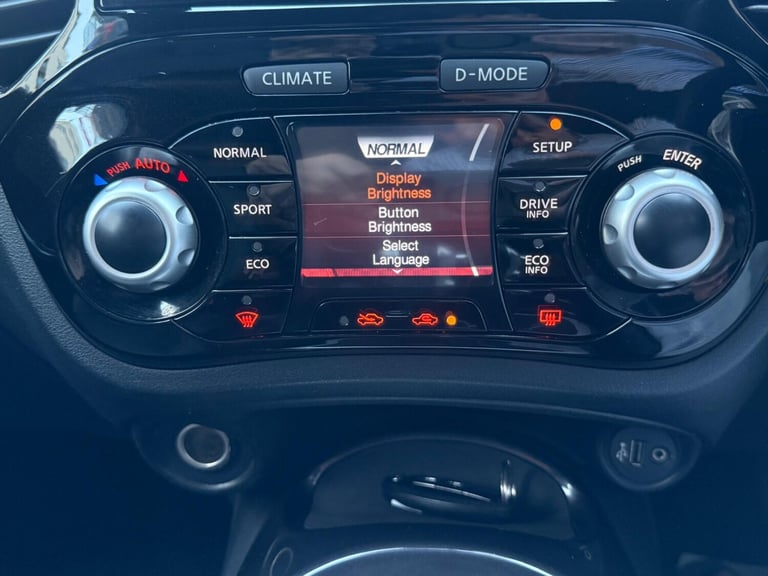 CLIMATE
D-MODE
NORMAL
SETUP
PUSH AUTO
NORMAL
Display
Brightness
Button
Brightness
Select
Language
PUSH ENTER
SPORT
DRIVE
INFO
ECO
ECO
INFO